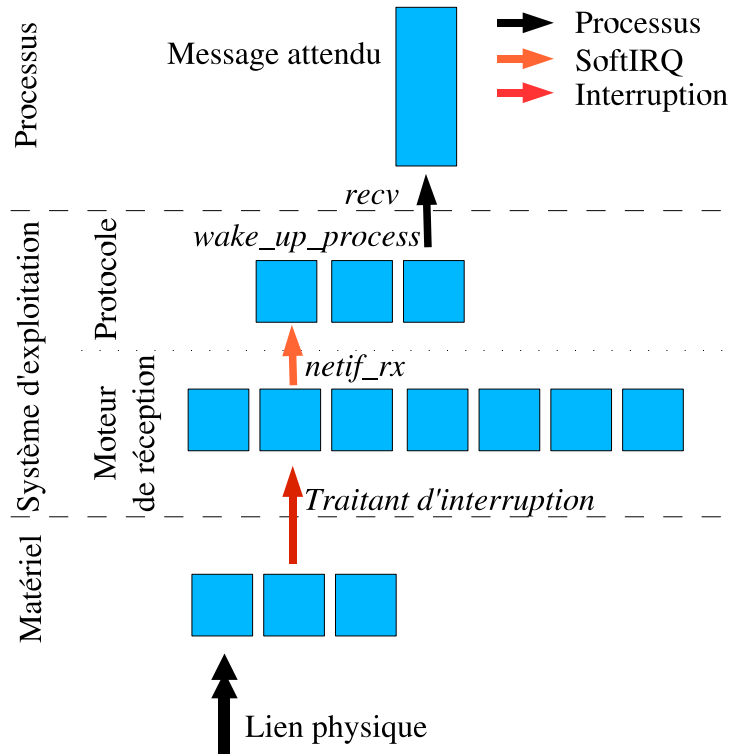 Processus
Message attendu
Processus
SoftIRQ
Interruption
recv
wake_up_process
Système d'exploitation
Protocole
netif_rx
Moteur
de réception
Traitant d'interruption
Matériel
Lien physique